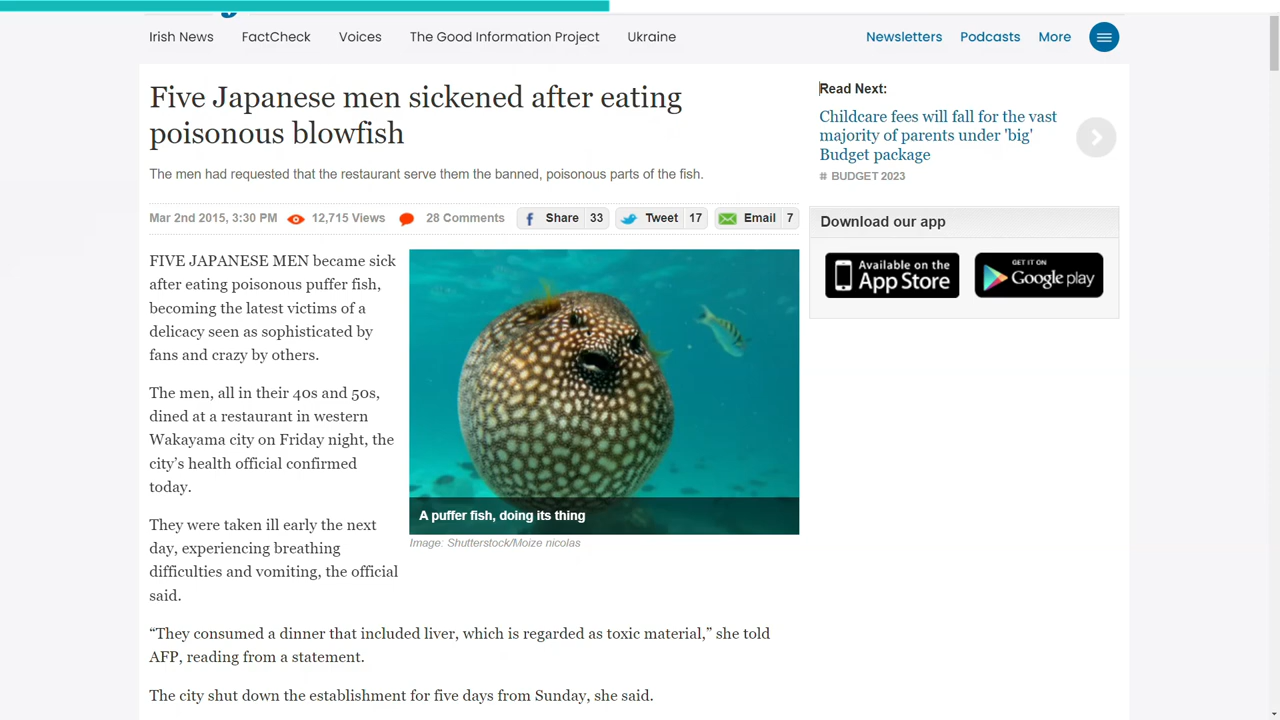 Irish News FactCheck Voices The Good Information Project Ukraine Newsletters Podcasts More
Five Japanese men sickened after eating
poisonous blowfish
The men had requested that the restaurant serve them the banned, poisonous parts of the fish.
Mar 2nd 2015, 3:30 PM 12,715 Views 28 Comments Share 33 Tweet 17 Email 7
FIVE JAPANESE MEN became sick
after eating poisonous puffer fish,
becoming the latest victims of a
delicacy seen as sophisticated by
fans and crazy by others.
The men, all in their 40s and 50s,
dined at a restaurant in western
Wakayama city on Friday night, the
city’s health official confirmed
today.
They were taken ill early the next
day, experiencing breathing
difficulties and vomiting, the official
said.
A puffer fish, doing its thing
Image: Shutterstock/Moize nicolas
“They consumed a dinner that included liver, which is regarded as toxic material,” she told
AFP, reading from a statement.
The city shut down the establishment for five days from Sunday, she said.
Read Next:
Childcare fees will fall for the vast
majority of parents under 'big'
Budget package
# BUDGET 2023
Download our app
Available on the
App Store
GET IT ON
Google play